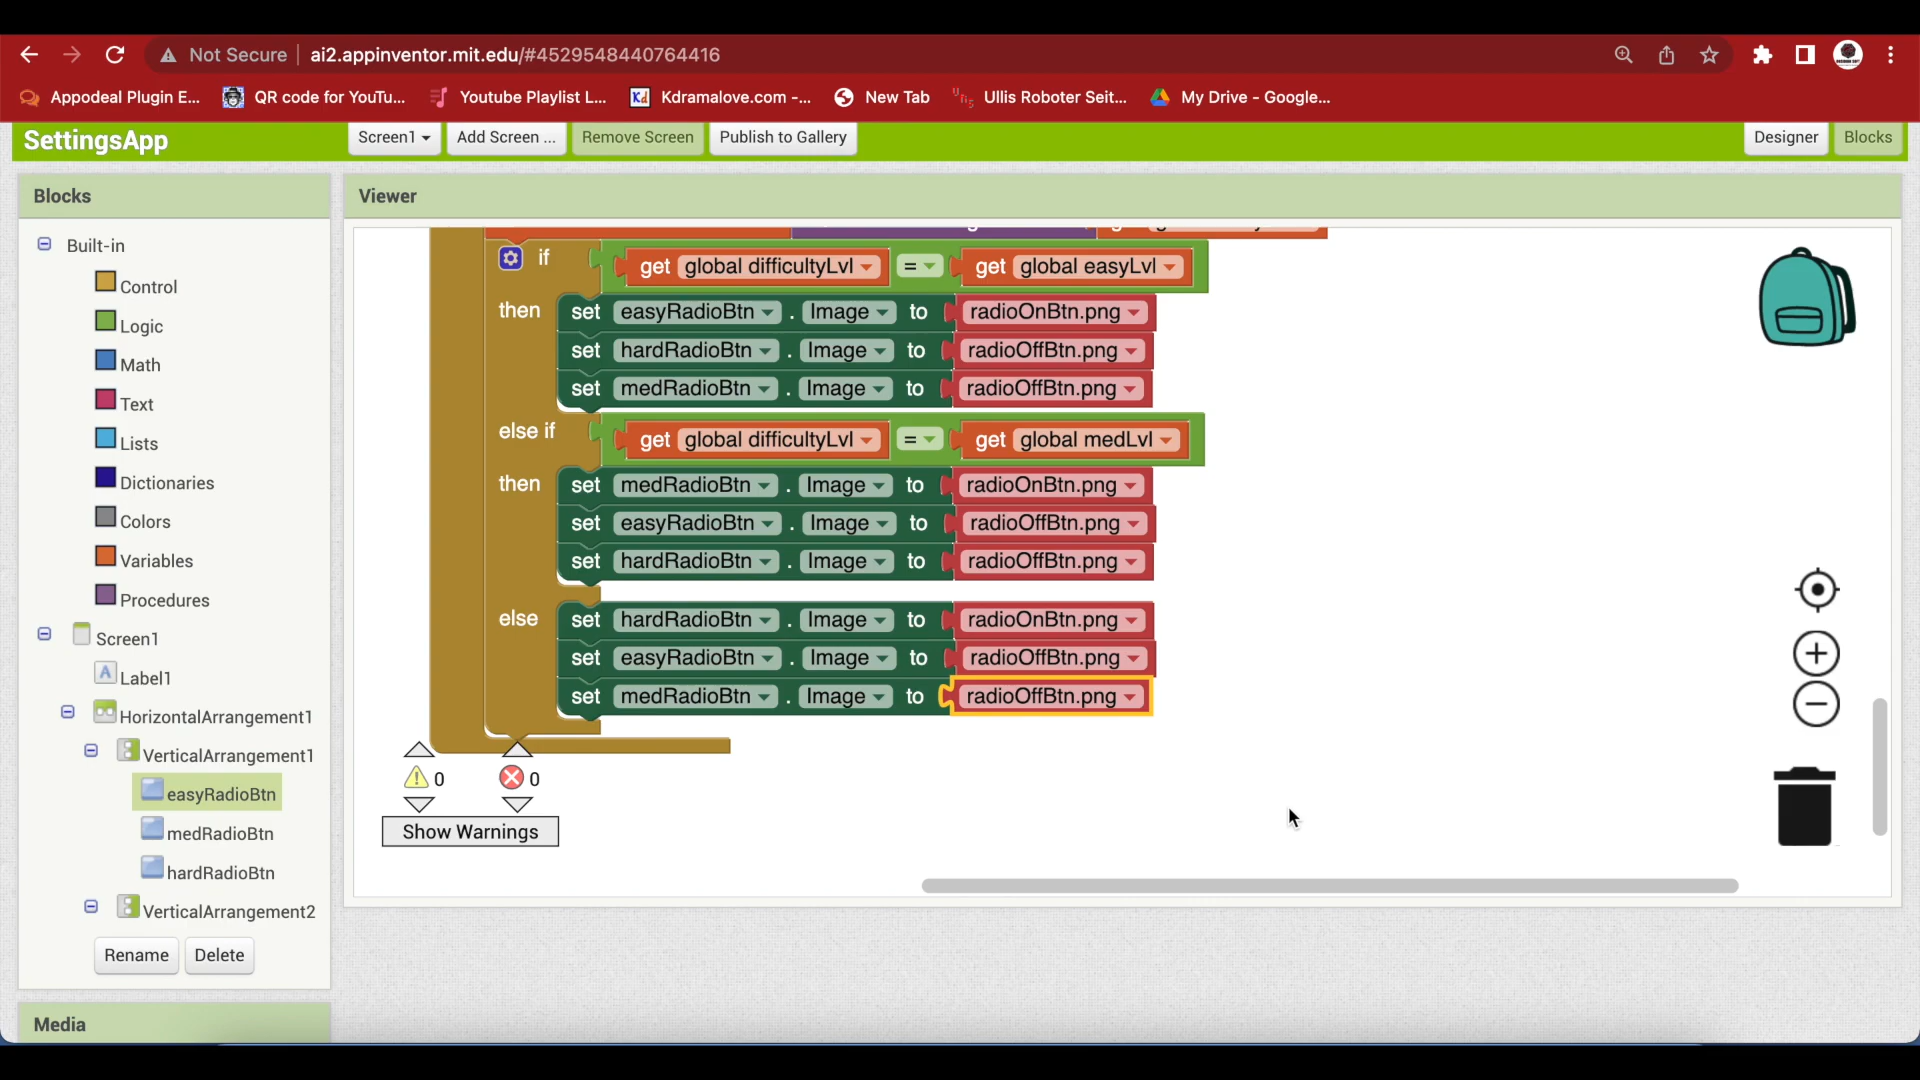 Not Secure | ai2.appinventor.mit.edu/#4529548440764416
Appodeal Plugin E... QR code for YouTu... Youtube Playlist L... Kd Kdramalove.com -... New Tab Ullis Roboter Seit... My Drive - Google...
SettingsApp Screen1 Add Screen ... Remove Screen Publish to Gallery Designer Blocks
Blocks
Viewer
Built-in
Control
Logic
Math
Text
Lists
Dictionaries
Colors
Variables
Procedures
Screen1
A Label1
HorizontalArrangement1
VerticalArrangement1
easyRadioBtn
medRadioBtn
hardRadioBtn
VerticalArrangement2
Rename Delete
Media
if get global difficultyLvl = get global easyLvl
then set easyRadioBtn . Image to radioOnBtn.png
set hardRadioBtn . Image to radioOffBtn.png
set medRadioBtn . Image to radioOffBtn.png
else if get global difficultyLvl = get global medLvl
then set medRadioBtn . Image to radioOnBtn.png
set easyRadioBtn . Image to radioOffBtn.png
set hardRadioBtn . Image to radioOffBtn.png
else set hardRadioBtn . Image to radioOnBtn.png
set easyRadioBtn . Image to radioOffBtn.png
set medRadioBtn . Image to radioOffBtn.png
0 0
Show Warnings